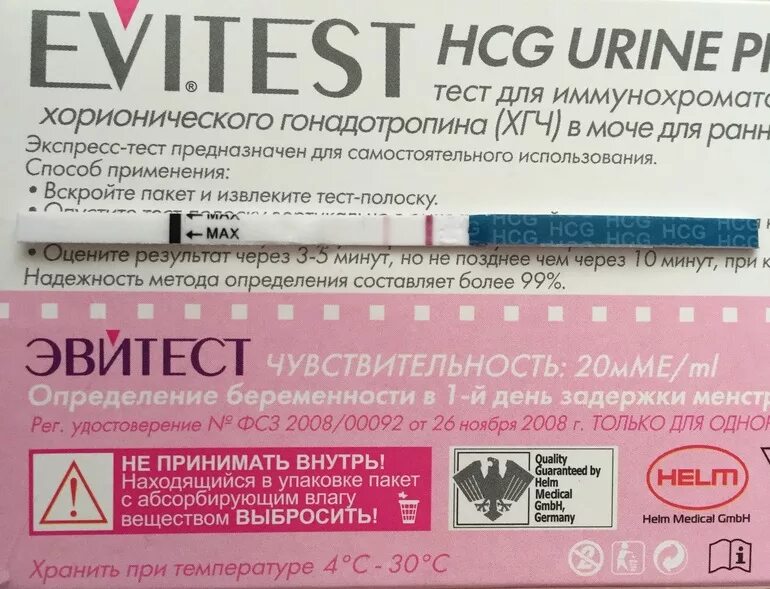 EVITEST®
HCG URINE
тест для
хорионического гонадотропина (ХГЧ) в моче для
Экспресс-тест предназначен для самостоятельного использования.
Способ применения:
• Вскройте пакет и извлеките тест-полоску.
MAX
MAX
HCG HCG HCG HCG HCG
• Оцените результат через 3-5 минут, но не позднее чем через 10 минут, при
Надежность метода определения составляет более 99%.
ЭВИТЕСТ ЧУВСТВИТЕЛЬНОСТЬ: 20мМЕ/ml
Определение беременности в 1-й день задержки
Рег. удостоверение № ФСЗ 2008/00092 от 26 ноября 2008 г. ТОЛЬКО ДЛЯ
НЕ ПРИНИМАТЬ ВНУТРЬ!
Находящийся в упаковке пакет
с абсорбирующим влагу
веществом ВЫБРОСИТЬ!
Quality
Guaranteed by
Helm
Medical
GmbH,
Germany
HELM
Helm Medical GmbH
Хранить при температуре 4°C - 30°C
2
i